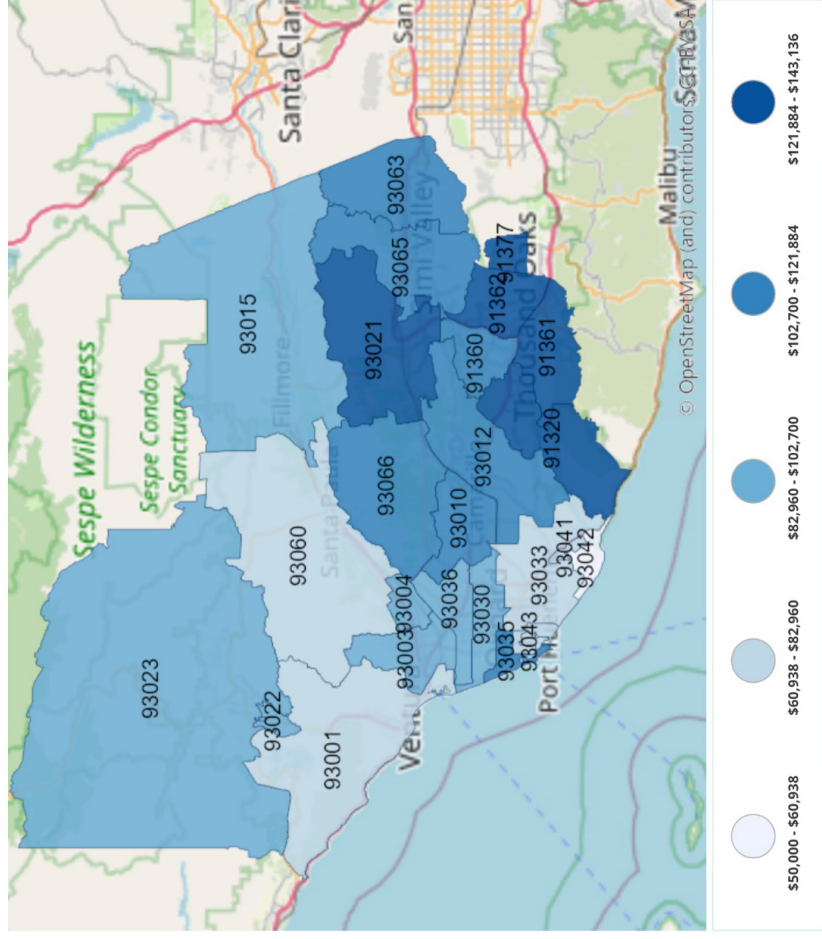 Sespe Wilderness
93023
Sespe Condor
Sanctuary
93015
93022
Fillmore
Santa Clari
93060
Santa Paula
93001
93021
93066
93063
93065
San
93004
93003
Vent
Simi Valley
93036
93010
91360
93012
93030
91362
91377
93035
Thousand Oaks
93043
93033
91361
91320
Port
93041
93042
Malibu
© OpenStreetMap (and) contributors, CC-BY-SA
Santa M
$50,000 - $60,938
$60,938 - $82,960
$82,960 - $102,700
$102,700 - $121,884
$121,884 - $143,136